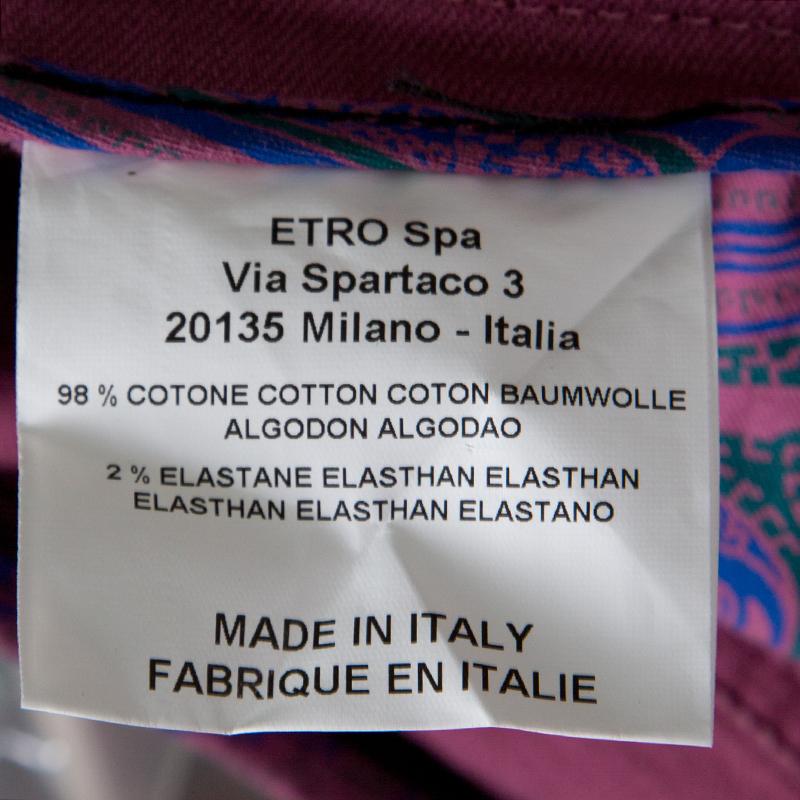 ETRO Spa
Via Spartaco 3
20135 Milano - Italia
98 % COTONE COTTON COTON BAUMWOLLE
ALGODON ALGODAO
2 % ELASTANE ELASTHAN ELASTHAN
ELASTHAN ELASTHAN ELASTANO
MADE IN ITALY
FABRIQUE EN ITALIE